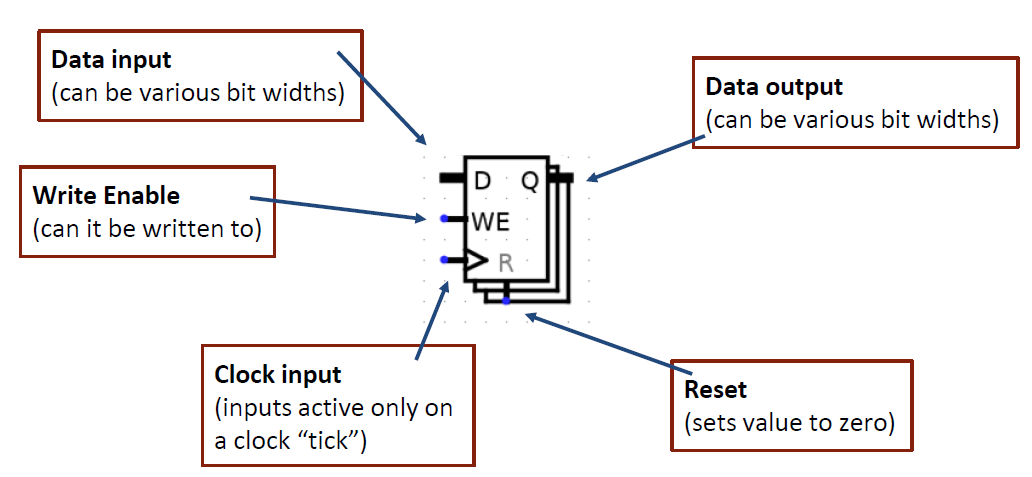 Data input
(can be various bit widths)
Data output
(can be various bit widths)
Write Enable
(can it be written to)
D Q
WE
R
Clock input
(inputs active only on
a clock “tick”)
Reset
(sets value to zero)